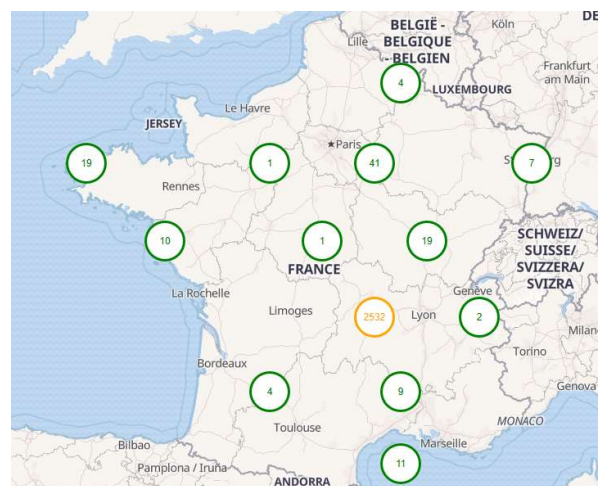 BELGIË -
BELGIQUE
- BELGIEN
Köln
DE
Lille
Frankfurt
am Main
4
LUXEMBOURG
Le Havre
JERSEY
Paris
19
1
41
7
Rennes
10
1
19
SCHWEIZ/
SUISSE/
SVIZZERA/
SVIZRA
FRANCE
La Rochelle
Genève
Limoges
2532
Lyon
2
Milan
Torino
Bordeaux
4
9
Genova
Toulouse
MONACO
Marseille
Bilbao
11
Pamplona / Iruña
ANDORRA